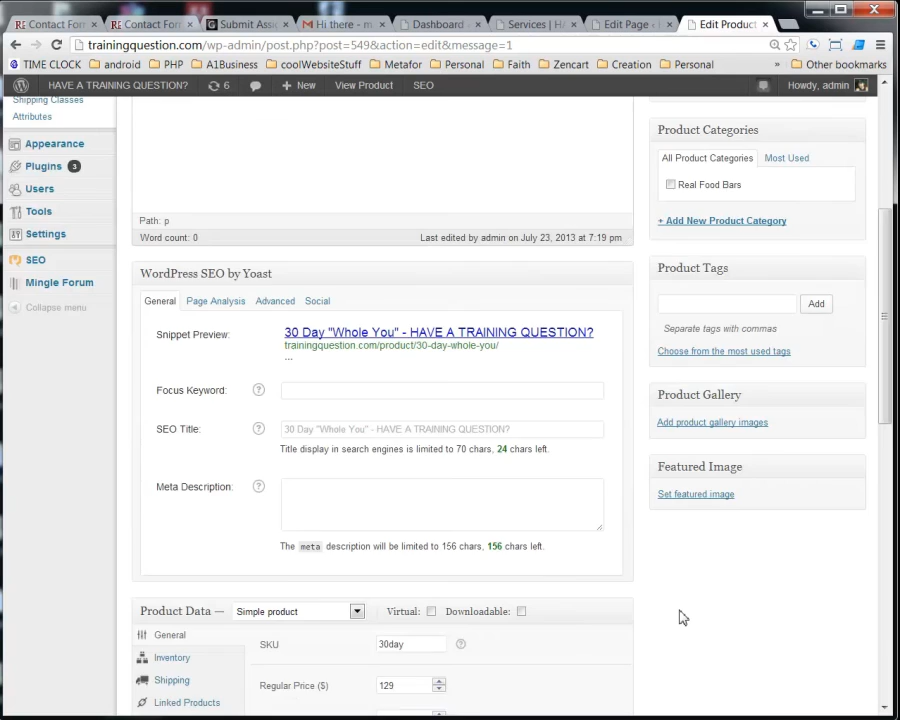 Contact Form
Contact Form
Submit Assig
Hi there - m
Dashboard
Services | H
Edit Page
Edit Product
trainingquestion.com/wp-admin/post.php?post=549&action=edit&message=1
TIME CLOCK android PHP A1Business coolWebsiteStuff Metafor Personal Faith Zencart Creation Personal » Other bookmarks
HAVE A TRAINING QUESTION? 6 + New View Product SEO Howdy, admin
Shipping Classes
Attributes
Appearance
Plugins 3
Users
Tools
Settings
SEO
Mingle Forum
Collapse menu
Path: p
Word count: 0 Last edited by admin on July 23, 2013 at 7:19 pm
WordPress SEO by Yoast
General Page Analysis Advanced Social
Snippet Preview: 30 Day "Whole You" - HAVE A TRAINING QUESTION?
trainingquestion.com/product/30-day-whole-you/
...
Focus Keyword: ?
SEO Title: ? 30 Day "Whole You" - HAVE A TRAINING QUESTION?
Title display in search engines is limited to 70 chars, 24 chars left.
Meta Description: ?
The meta description will be limited to 156 chars, 156 chars left.
Product Data — Simple product Virtual: Downloadable:
General
Inventory
Shipping
Linked Products
SKU 30day ?
Regular Price ($) 129
Product Categories
All Product Categories Most Used
Real Food Bars
+ Add New Product Category
Product Tags
Add
Separate tags with commas
Choose from the most used tags
Product Gallery
Add product gallery images
Featured Image
Set featured image